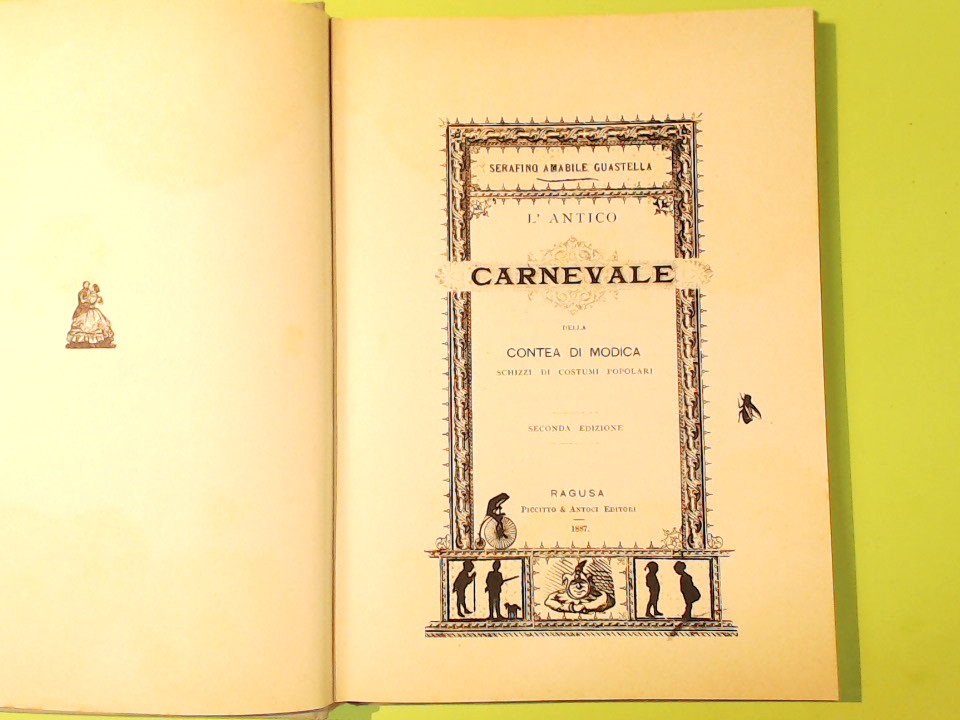 SERAFINO AMABILE GUASTELLA
L' ANTICO
CARNEVALE
DELLA
CONTEA DI MODICA
SCHIZZI DI COSTUMI POPOLARI
SECONDA EDIZIONE
RAGUSA
PICCITTO & ANTOCI EDITORI
1887.